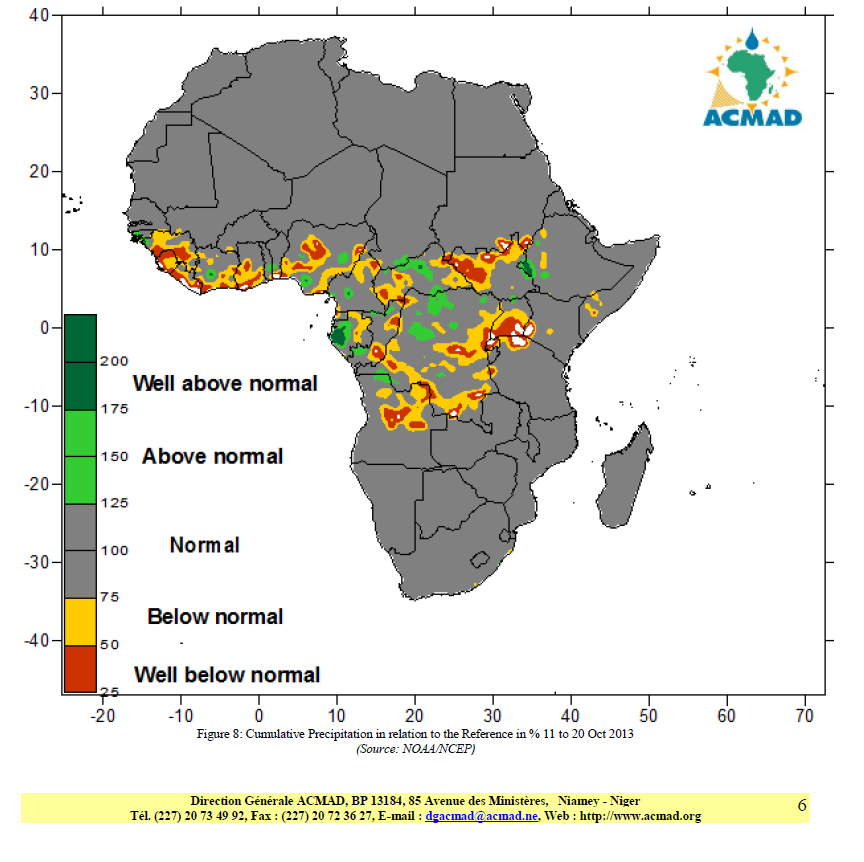 40
30
20
10
0
-10
-20
-30
-40
ACMAD
200
Well above normal
175
150
Above normal
125
Normal
100
75
Below normal
50
Well below normal
25
-20 -10 0 10 20 30 40 50 60 70
Figure 8: Cumulative Precipitation in relation to the Reference in % 11 to 20 Oct 2013
(Source: NOAA/NCEP)
Direction Générale ACMAD, BP 13184, 85 Avenue des Ministères, Niamey - Niger
Tél. (227) 20 73 49 92, Fax : (227) 20 72 36 27, E-mail : dgacmad@acmad.ne, Web : http://www.acmad.org
6